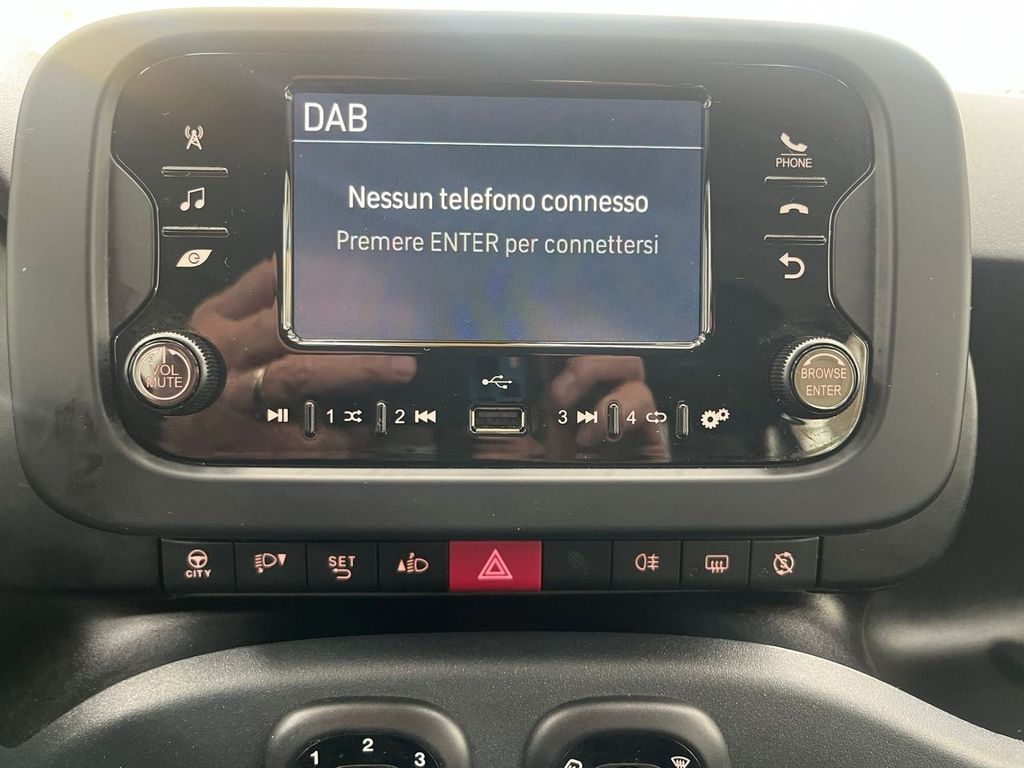 DAB
Nessun telefono connesso
Premere ENTER per connettersi
PHONE
VOL
MUTE
BROWSE
ENTER
1
2
3
4
CITY
SET
1 2 3